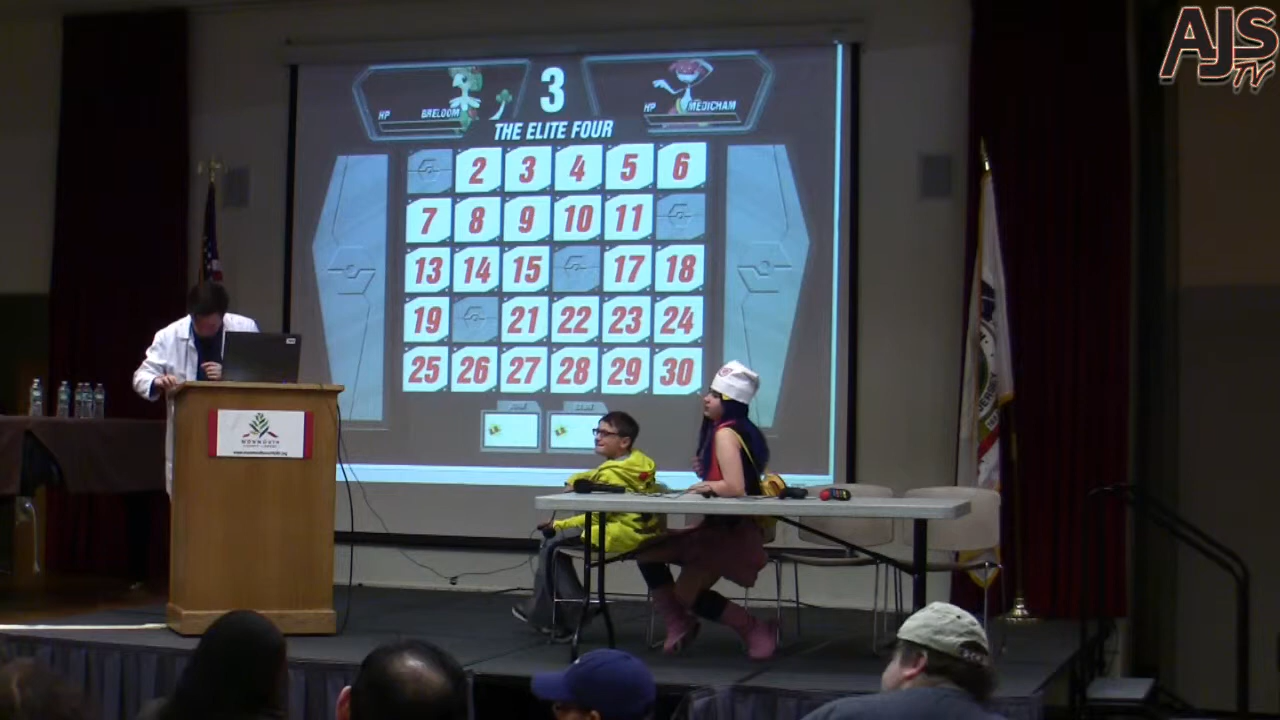 AJS
TV
3
HP BRELOOM
HP MEDICHAM
THE ELITE FOUR
2 3 4 5 6
7 8 9 10 11
13 14 15 17 18
19 21 22 23 24
25 26 27 28 29 30
MONMOUTH